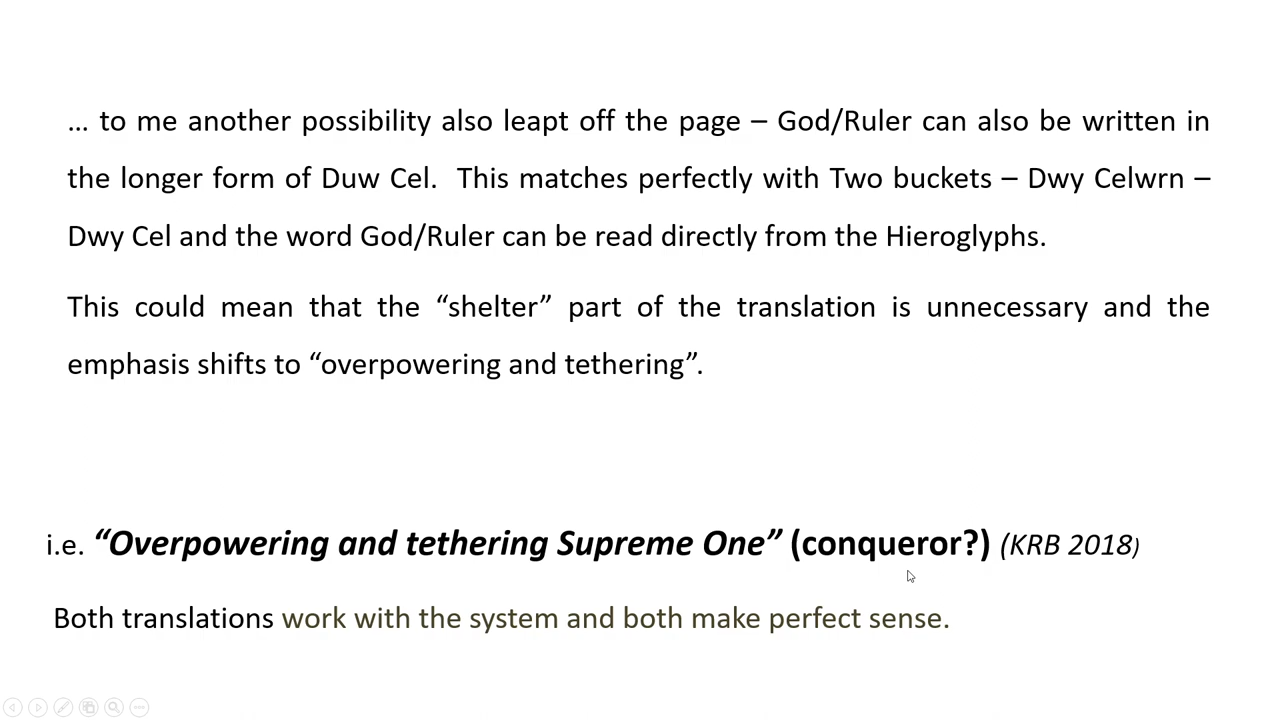 … to me another possibility also leapt off the page – God/Ruler can also be written in
the longer form of Duw Cel.  This matches perfectly with Two buckets – Dwy Celwrn –
Dwy Cel and the word God/Ruler can be read directly from the Hieroglyphs.
This could mean that the “shelter” part of the translation is unnecessary and the
emphasis shifts to “overpowering and tethering”.
i.e. “Overpowering and tethering Supreme One” (conqueror?) (KRB 2018)
Both translations work with the system and both make perfect sense.